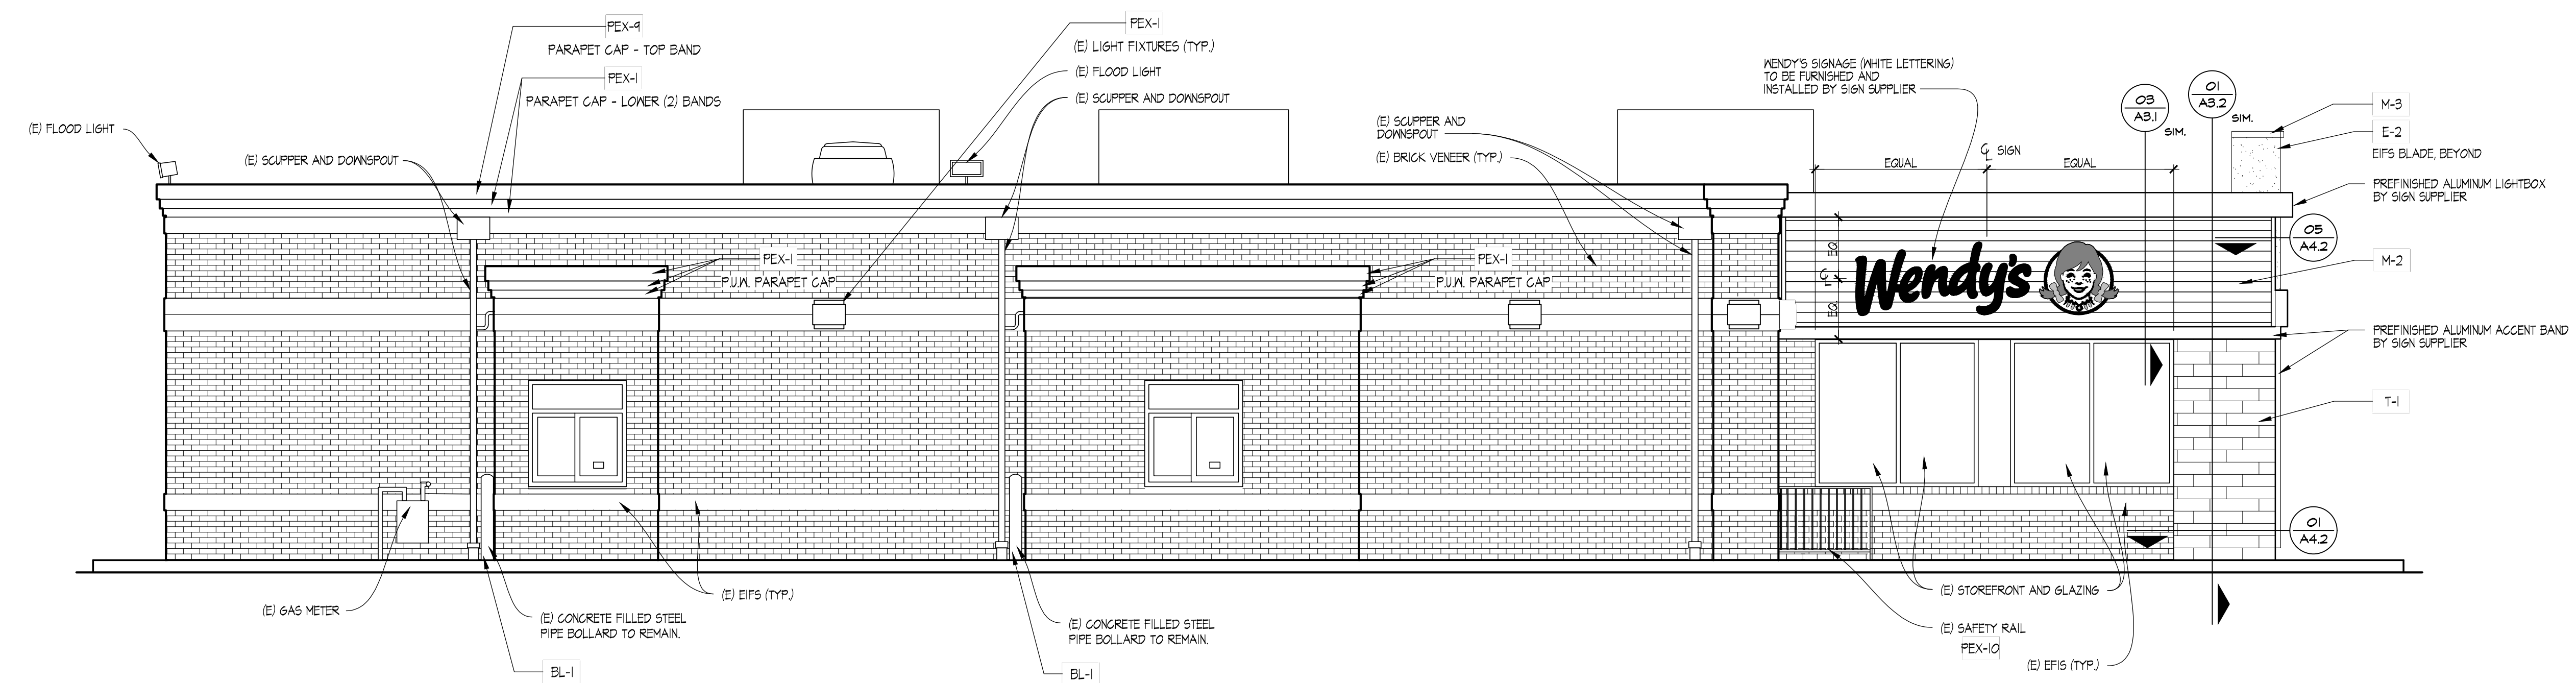 PEX-9
PARAPET CAP - TOP BAND
PEX-1
PARAPET CAP - LOWER (2) BANDS
(E) FLOOD LIGHT
(E) SCUPPER AND DOWNSPOUT
PEX-1
(E) LIGHT FIXTURES (TYP.)
(E) FLOOD LIGHT
(E) SCUPPER AND DOWNSPOUT
(E) SCUPPER AND
DOWNSPOUT
(E) BRICK VENEER (TYP.)
WENDY'S SIGNAGE (WHITE LETTERING)
TO BE FURNISHED AND
INSTALLED BY SIGN SUPPLIER
03
A3.1
SIM.
01
A3.2
SIM.
M-3
E-2
EIFS BLADE, BEYOND
PREFINISHED ALUMINUM LIGHTBOX
BY SIGN SUPPLIER
EQUAL
CL SIGN
EQUAL
05
A4.2
M-2
PREFINISHED ALUMINUM ACCENT BAND
BY SIGN SUPPLIER
T-1
EQ
CL
EQ
Wendy's
PEX-1
P.U.W. PARAPET CAP
PEX-1
P.U.W. PARAPET CAP
01
A4.2
(E) GAS METER
(E) CONCRETE FILLED STEEL
PIPE BOLLARD TO REMAIN.
BL-1
(E) EIFS (TYP.)
(E) CONCRETE FILLED STEEL
PIPE BOLLARD TO REMAIN.
BL-1
(E) STOREFRONT AND GLAZING
(E) SAFETY RAIL
PEX-10
(E) EFIS (TYP.)